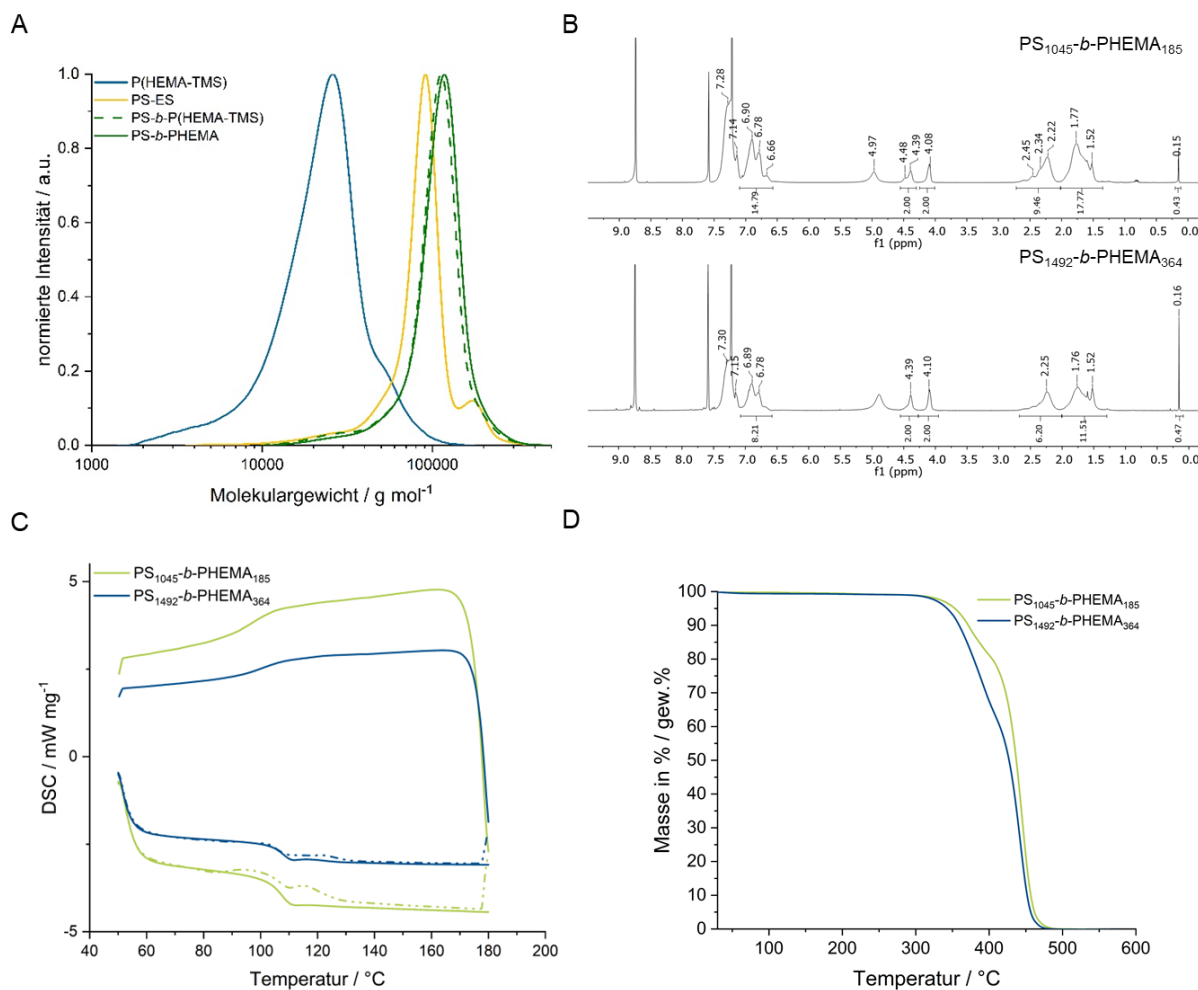 A
1.0
0.8
0.6
0.4
0.2
0.0
normierte Intensität / a.u.
P(HEMA-TMS)
PS-ES
PS-b-P(HEMA-TMS)
PS-b-PHEMA
1000
10000
100000
Molekulargewicht / g mol⁻¹
B
PS₁₀₄₅-b-PHEMA₁₈₅
7.28
7.14
6.90
6.78
6.66
4.97
4.48
4.39
4.08
2.45
2.34
2.22
1.77
1.52
0.15
14.79
2.00
2.00
9.46
17.77
0.43
9.0 8.5 8.0 7.5 7.0 6.5 6.0 5.5 5.0 4.5 4.0 3.5 3.0 2.5 2.0 1.5 1.0 0.5 0.0
f1 (ppm)
PS₁₄₉₂-b-PHEMA₃₆₄
7.30
7.15
6.89
6.78
4.39
4.10
2.25
1.76
1.52
0.16
8.21
2.00
2.00
6.20
11.51
0.47
9.0 8.5 8.0 7.5 7.0 6.5 6.0 5.5 5.0 4.5 4.0 3.5 3.0 2.5 2.0 1.5 1.0 0.5 0.0
f1 (ppm)
C
PS₁₀₄₅-b-PHEMA₁₈₅
PS₁₄₉₂-b-PHEMA₃₆₄
5
0
-5
DSC / mW mg⁻¹
40 60 80 100 120 140 160 180 200
Temperatur / °C
D
100
90
80
70
60
50
40
30
20
10
0
Masse in % / gew.%
PS₁₀₄₅-b-PHEMA₁₈₅
PS₁₄₉₂-b-PHEMA₃₆₄
100 200 300 400 500 600
Temperatur / °C